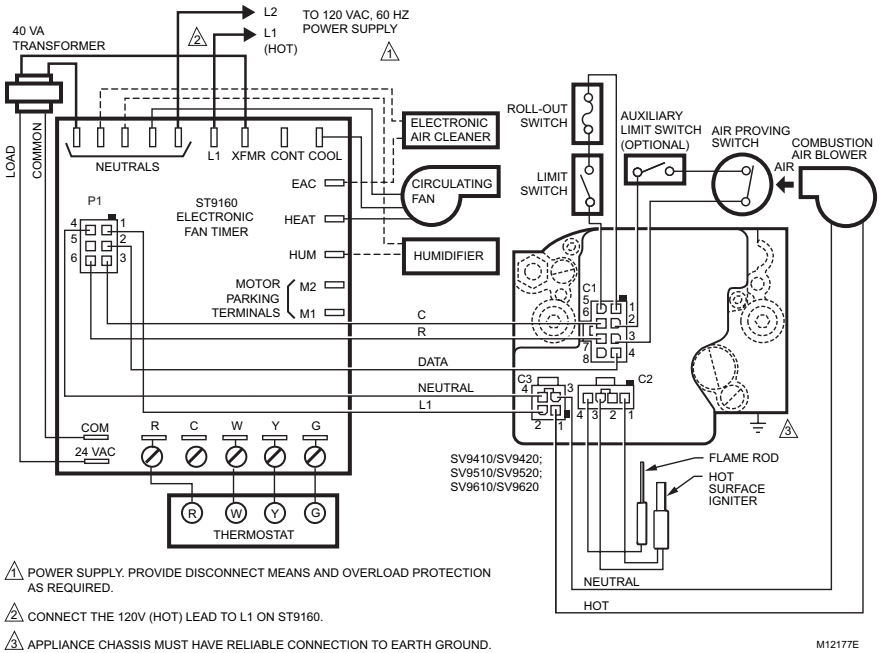 L2
TO 120 VAC, 60 HZ
POWER SUPPLY
L1
(HOT)
2
1
40 VA
TRANSFORMER
LOAD
COMMON
NEUTRALS
L1 XFMR CONT COOL
EAC
HEAT
HUM
M2
M1
MOTOR
PARKING
TERMINALS
ST9160
ELECTRONIC
FAN TIMER
P1
4 1
5 2
6 3
ELECTRONIC
AIR CLEANER
CIRCULATING
FAN
HUMIDIFIER
ROLL-OUT
SWITCH
LIMIT
SWITCH
AUXILIARY
LIMIT SWITCH
(OPTIONAL)
AIR PROVING
SWITCH
AIR
COMBUSTION
AIR BLOWER
C1
5 1
6 2
7 3
8 4
C
R
DATA
NEUTRAL
L1
C3
4 3
2 1
C2
4 3 2 1
3
COM
24 VAC
R C W Y G
R W Y G
THERMOSTAT
SV9410/SV9420;
SV9510/SV9520;
SV9610/SV9620
FLAME ROD
HOT
SURFACE
IGNITER
NEUTRAL
HOT
1 POWER SUPPLY. PROVIDE DISCONNECT MEANS AND OVERLOAD PROTECTION
AS REQUIRED.
2 CONNECT THE 120V (HOT) LEAD TO L1 ON ST9160.
3 APPLIANCE CHASSIS MUST HAVE RELIABLE CONNECTION TO EARTH GROUND.
M12177E